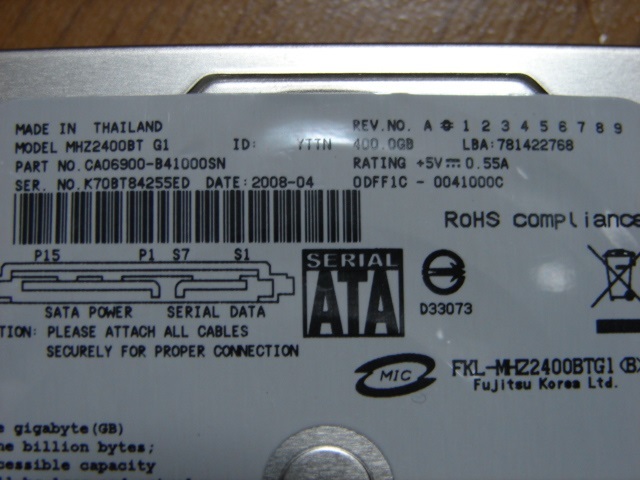 MADE IN THAILAND REV.NO. A 0 1 2 3 4 5 6 7 8 9
MODEL MHZ2400BT G1 ID: YTTN 400.0GB LBA:781422768
PART NO.CA06900-B41000SN RATING +5V⎓ 0.55A
SER. NO.K70BT84255ED DATE:2008-04 0DFF1C - 0041000C
RoHS compliance
P15 P1 S7 S1
SATA POWER SERIAL DATA
SERIAL
ATA
D33073
TION: PLEASE ATTACH ALL CABLES
SECURELY FOR PROPER CONNECTION
MIC
FKL-MHZ2400BTG1(B)
Fujitsu Korea Ltd.
e gigabyte(GB)
ne billion bytes;
cessible capacity